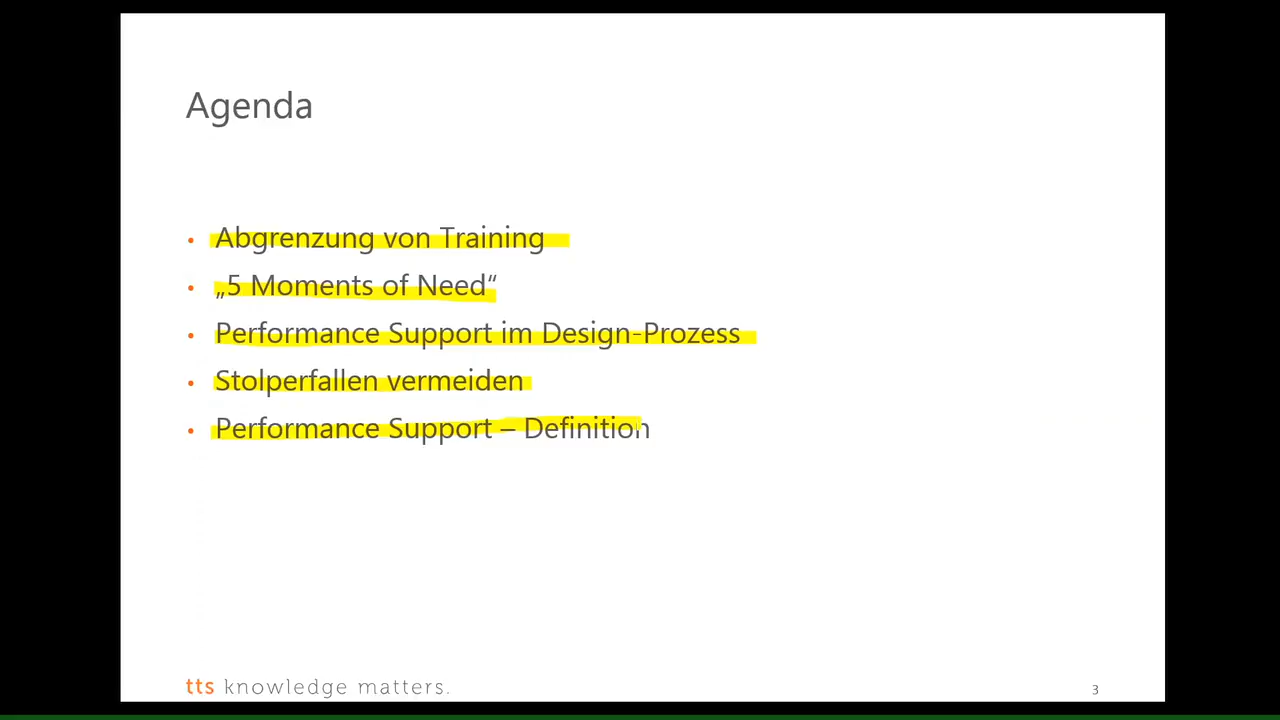 Agenda
• Abgrenzung von Training
• „5 Moments of Need“
• Performance Support im Design-Prozess
• Stolperfallen vermeiden
• Performance Support – Definition
tts knowledge matters.
3